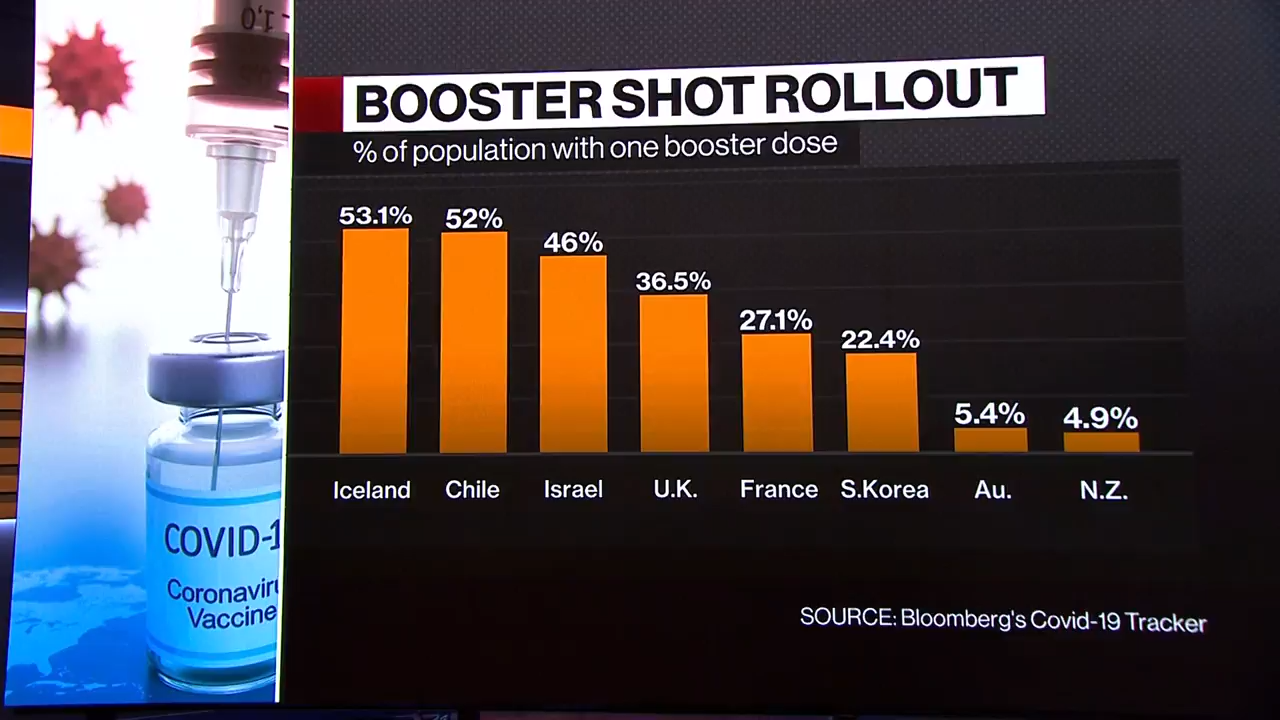 BOOSTER SHOT ROLLOUT
% of population with one booster dose
53.1% 52% 46% 36.5% 27.1% 22.4% 5.4% 4.9%
Iceland Chile Israel U.K. France S.Korea Au. N.Z.
SOURCE: Bloomberg's Covid-19 Tracker
1,0
COVID-1
Coronaviru
Vaccine